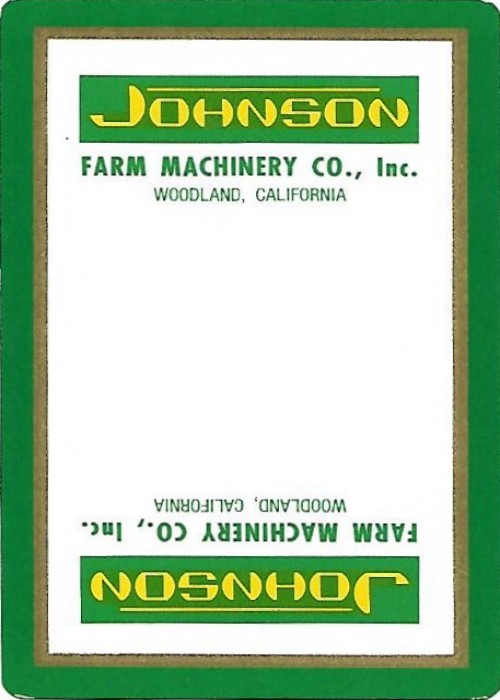 JOHNSON
FARM MACHINERY CO., Inc.
WOODLAND, CALIFORNIA
WOODLAND, CALIFORNIA
FARM MACHINERY CO., Inc.
JOHNSON